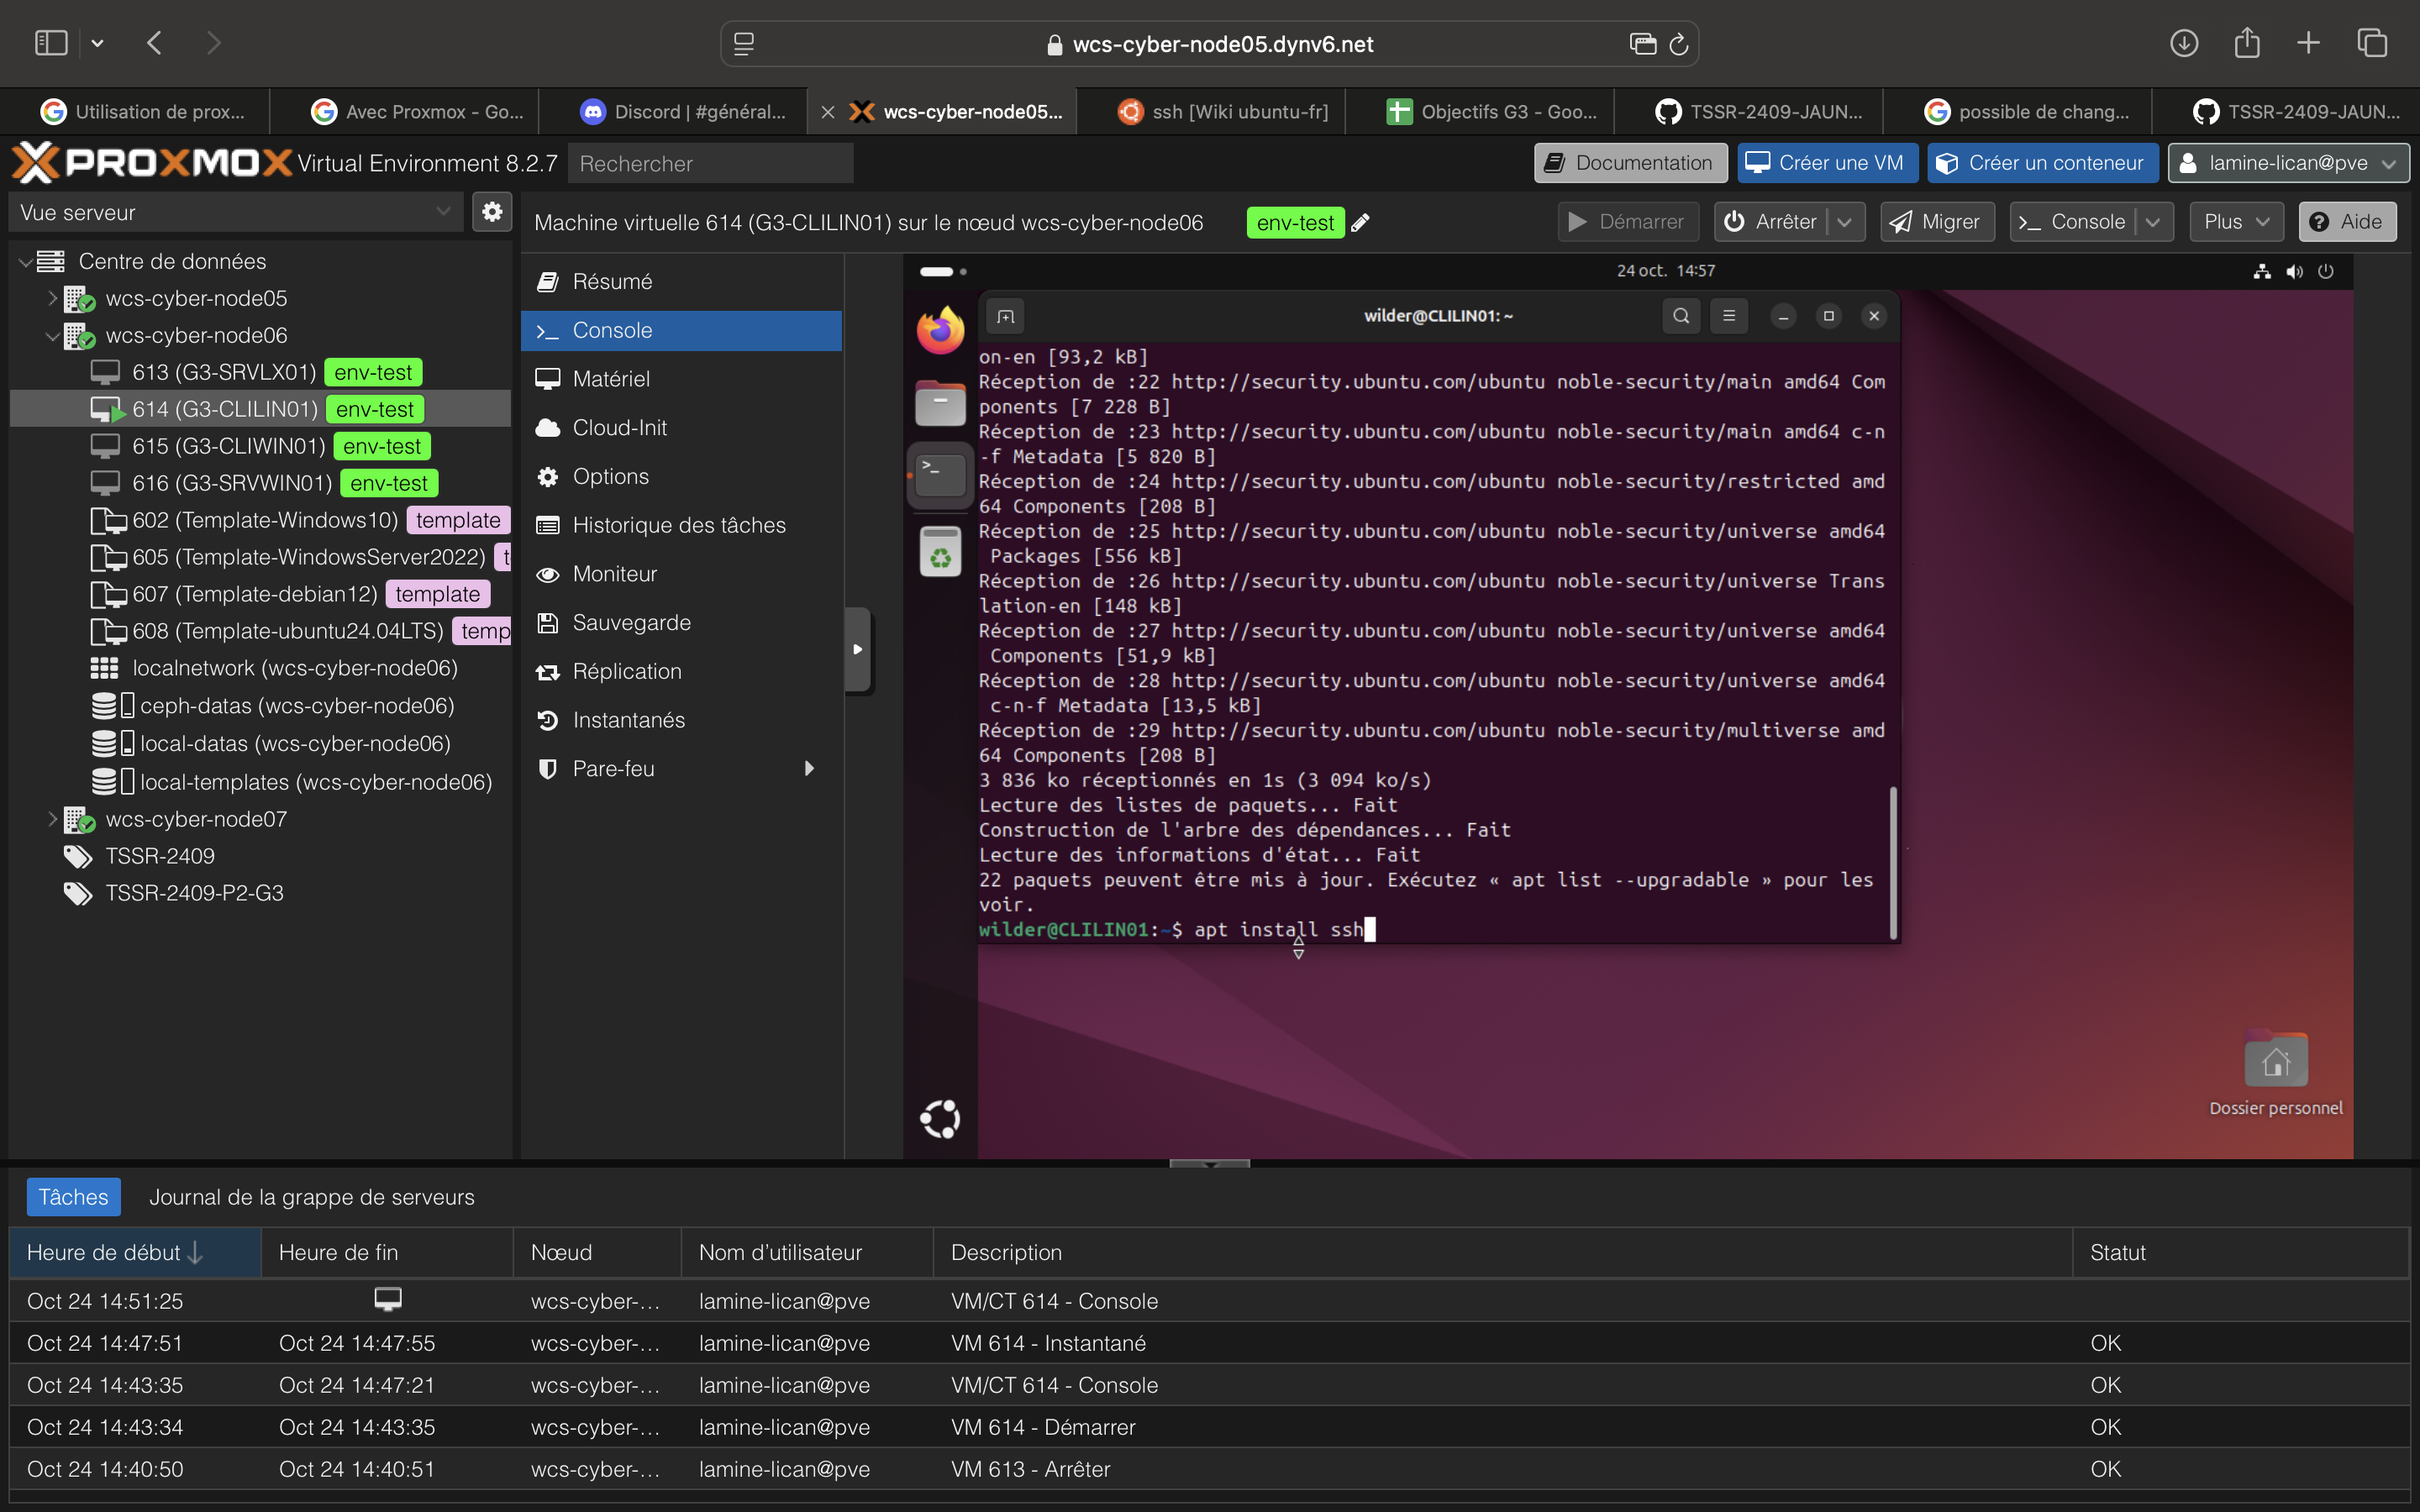 wcs-cyber-node05.dynv6.net
Utilisation de prox...
Avec Proxmox - Go...
Discord | #général...
wcs-cyber-node05...
ssh [Wiki ubuntu-fr]
Objectifs G3 - Goo...
TSSR-2409-JAUN...
possible de chang...
TSSR-2409-JAUN...
PROXMOX Virtual Environment 8.2.7
Rechercher
Documentation
Créer une VM
Créer un conteneur
lamine-lican@pve
Vue serveur
Machine virtuelle 614 (G3-CLILIN01) sur le nœud wcs-cyber-node06
env-test
Démarrer
Arrêter
Migrer
Console
Plus
Aide
Centre de données
wcs-cyber-node05
wcs-cyber-node06
613 (G3-SRVLX01) env-test
614 (G3-CLILIN01) env-test
615 (G3-CLIWIN01) env-test
616 (G3-SRVWIN01) env-test
602 (Template-Windows10) template
605 (Template-WindowsServer2022) t
607 (Template-debian12) template
608 (Template-ubuntu24.04LTS) temp
localnetwork (wcs-cyber-node06)
ceph-datas (wcs-cyber-node06)
local-datas (wcs-cyber-node06)
local-templates (wcs-cyber-node06)
wcs-cyber-node07
TSSR-2409
TSSR-2409-P2-G3
Résumé
Console
Matériel
Cloud-Init
Options
Historique des tâches
Moniteur
Sauvegarde
Réplication
Instantanés
Pare-feu
24 oct. 14:57
wilder@CLILIN01: ~
on-en [93,2 kB]
Réception de :22 http://security.ubuntu.com/ubuntu noble-security/main amd64 Com
ponents [7 228 B]
Réception de :23 http://security.ubuntu.com/ubuntu noble-security/main amd64 c-n
-f Metadata [5 820 B]
Réception de :24 http://security.ubuntu.com/ubuntu noble-security/restricted amd
64 Components [208 B]
Réception de :25 http://security.ubuntu.com/ubuntu noble-security/universe amd64
 Packages [556 kB]
Réception de :26 http://security.ubuntu.com/ubuntu noble-security/universe Trans
lation-en [148 kB]
Réception de :27 http://security.ubuntu.com/ubuntu noble-security/universe amd64
 Components [51,9 kB]
Réception de :28 http://security.ubuntu.com/ubuntu noble-security/universe amd64
 c-n-f Metadata [13,5 kB]
Réception de :29 http://security.ubuntu.com/ubuntu noble-security/multiverse amd
64 Components [208 B]
3 836 ko réceptionnés en 1s (3 094 ko/s)
Lecture des listes de paquets... Fait
Construction de l'arbre des dépendances... Fait
Lecture des informations d'état... Fait
22 paquets peuvent être mis à jour. Exécutez « apt list --upgradable » pour les
voir.
wilder@CLILIN01:~$ apt install ssh
Dossier personnel
Tâches
Journal de la grappe de serveurs
Heure de début Heure de fin Nœud Nom d'utilisateur Description Statut
Oct 24 14:51:25 wcs-cyber-... lamine-lican@pve VM/CT 614 - Console
Oct 24 14:47:51 Oct 24 14:47:55 wcs-cyber-... lamine-lican@pve VM 614 - Instantané OK
Oct 24 14:43:35 Oct 24 14:47:21 wcs-cyber-... lamine-lican@pve VM/CT 614 - Console OK
Oct 24 14:43:34 Oct 24 14:43:35 wcs-cyber-... lamine-lican@pve VM 614 - Démarrer OK
Oct 24 14:40:50 Oct 24 14:40:51 wcs-cyber-... lamine-lican@pve VM 613 - Arrêter OK